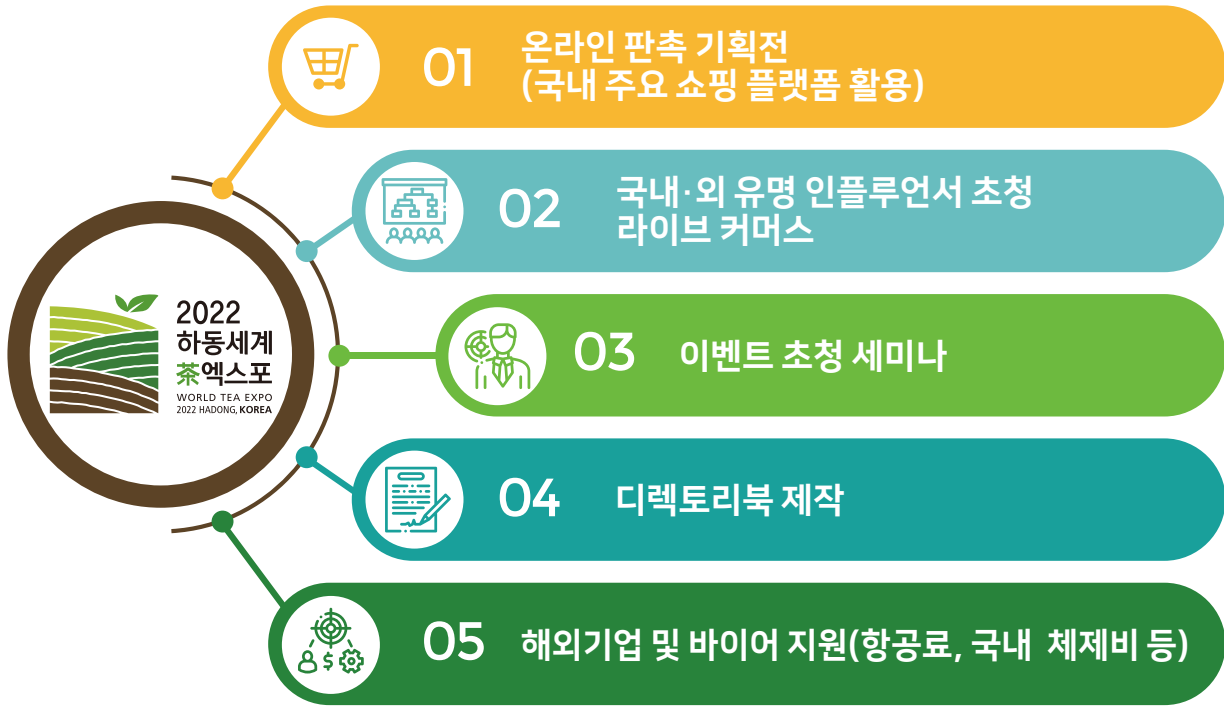 2022
하동세계
茶엑스포
WORLD TEA EXPO
2022 HADONG, KOREA
01
온라인 판촉 기획전
(국내 주요 쇼핑 플랫폼 활용)
02
국내·외 유명 인플루언서 초청
라이브 커머스
03 이벤트 초청 세미나
04 디렉토리북 제작
05 해외기업 및 바이어 지원(항공료, 국내 체제비 등)